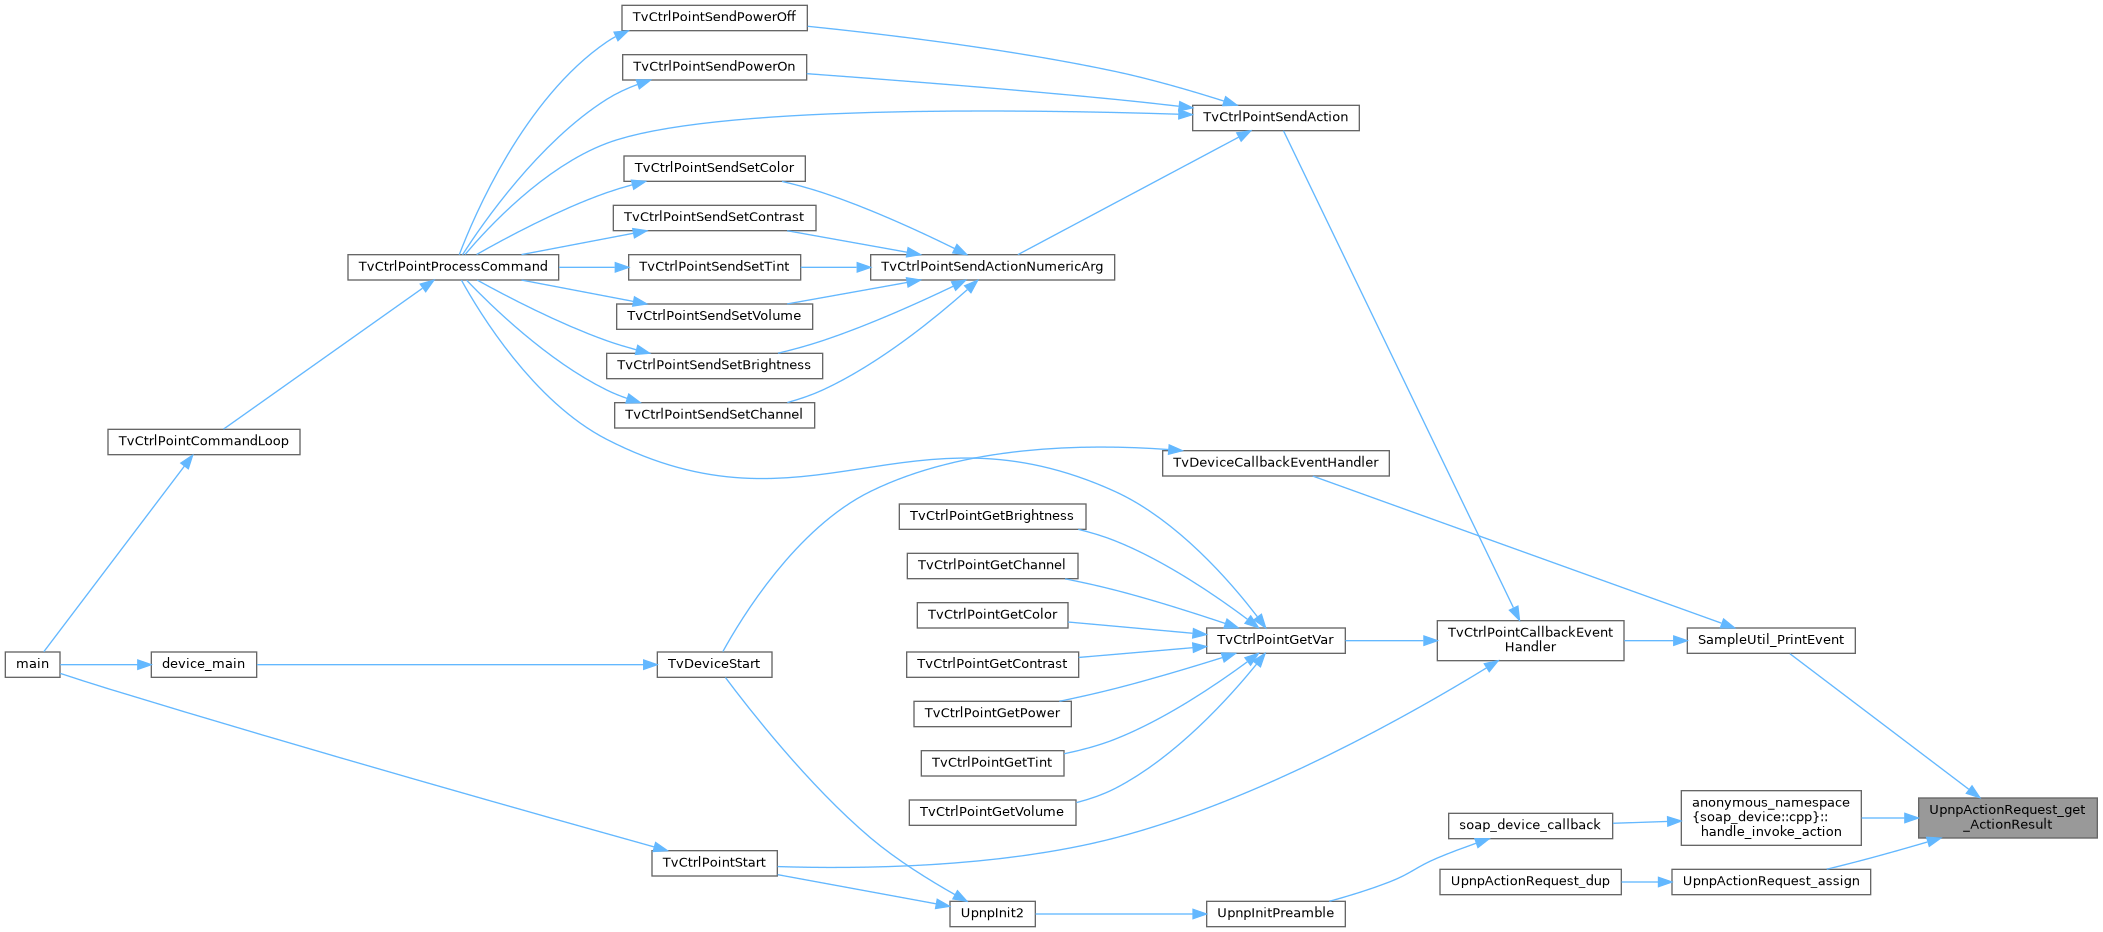 TvCtrlPointSendPowerOff
TvCtrlPointSendPowerOn
TvCtrlPointSendAction
TvCtrlPointSendSetColor
TvCtrlPointSendSetContrast
TvCtrlPointProcessCommand
TvCtrlPointSendSetTint
TvCtrlPointSendActionNumericArg
TvCtrlPointSendSetVolume
TvCtrlPointSendSetBrightness
TvCtrlPointSendSetChannel
TvCtrlPointCommandLoop
TvDeviceCallbackEventHandler
TvCtrlPointGetBrightness
TvCtrlPointGetChannel
TvCtrlPointGetColor
TvCtrlPointGetVar
TvCtrlPointCallbackEvent
Handler
SampleUtil_PrintEvent
main
device_main
TvDeviceStart
TvCtrlPointGetContrast
TvCtrlPointGetPower
TvCtrlPointGetTint
TvCtrlPointGetVolume
anonymous_namespace
{soap_device::cpp}::
handle_invoke_action
UpnpActionRequest_get
_ActionResult
soap_device_callback
TvCtrlPointStart
UpnpActionRequest_dup
UpnpActionRequest_assign
UpnpInit2
UpnpInitPreamble